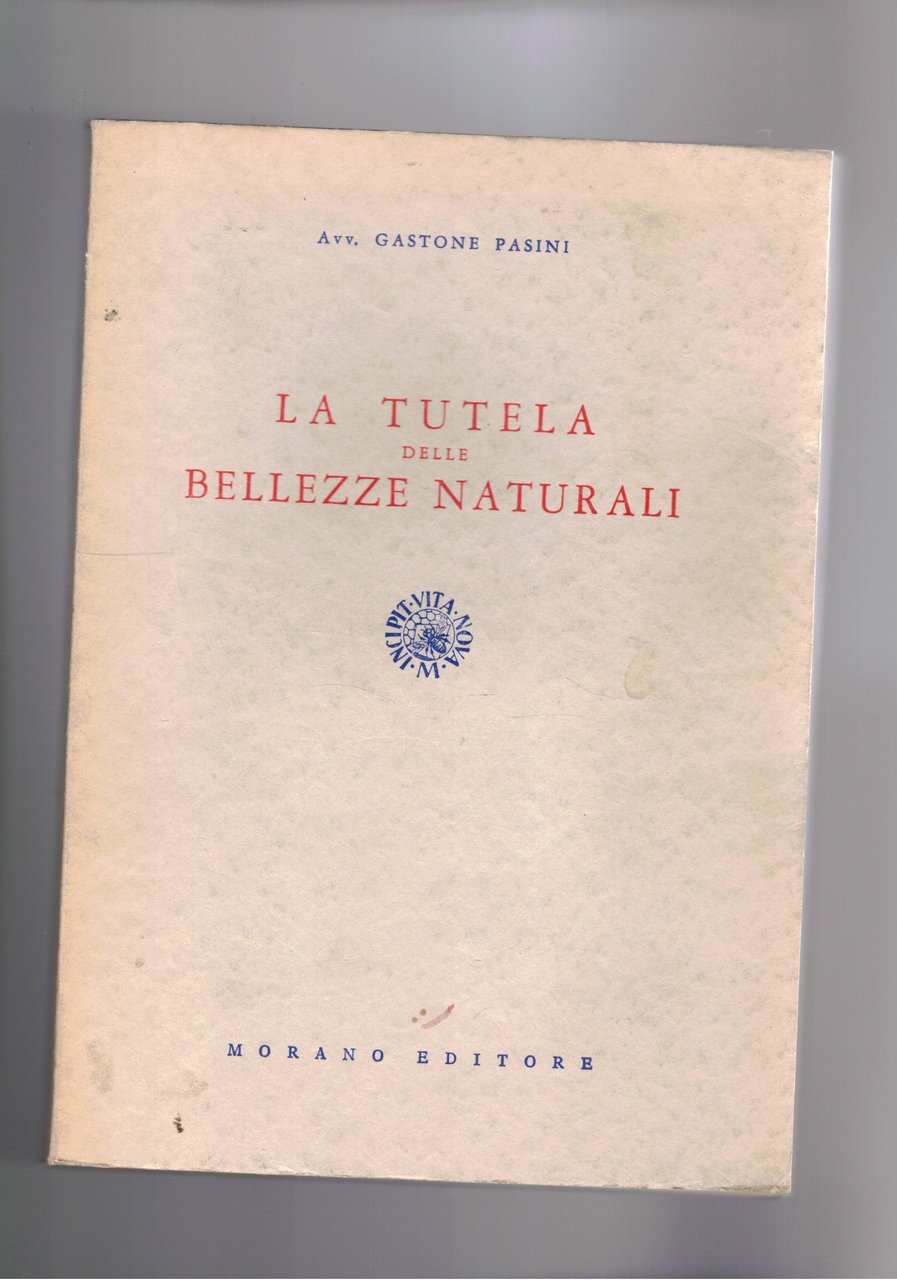 Avv. GASTONE PASINI
LA TUTELA
DELLE
BELLEZZE NATURALI
INCIPIT·VITA·NOVA·M·
MORANO EDITORE